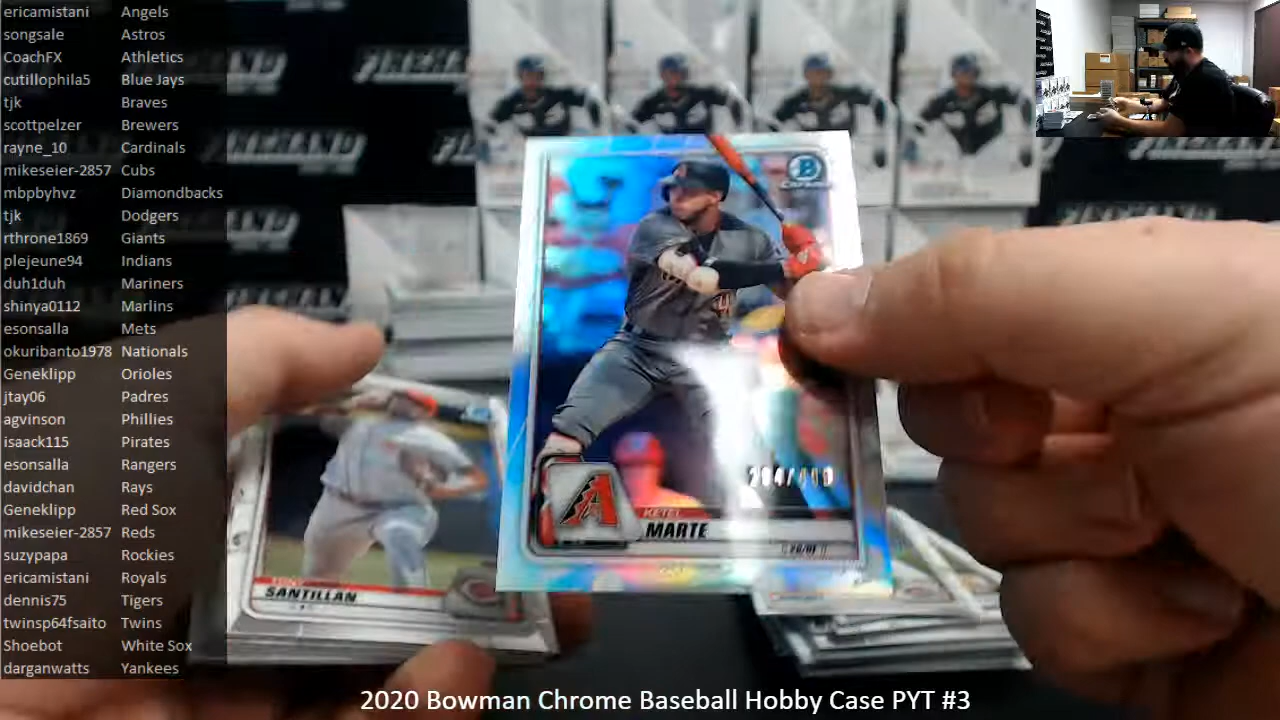 ericamistani Angels
songsale Astros
CoachFX Athletics
cutillophila5 Blue Jays
tjk Braves
scottpelzer Brewers
rayne_10 Cardinals
mikeseier-2857 Cubs
mbpbyhvz Diamondbacks
tjk Dodgers
rthrone1869 Giants
plejeune94 Indians
duh1duh Mariners
shinya0112 Marlins
esonsalla Mets
okuribanto1978 Nationals
Geneklipp Orioles
jtay06 Padres
agvinson Phillies
isaack115 Pirates
esonsalla Rangers
davidchan Rays
Geneklipp Red Sox
mikeseier-2857 Reds
suzypapa Rockies
ericamistani Royals
dennis75 Tigers
twinsp64fsaito Twins
Shoebot White Sox
darganwatts Yankees
B
CHROME
A
KETEL
MARTE
SANTILLAN
2020 Bowman Chrome Baseball Hobby Case PYT #3